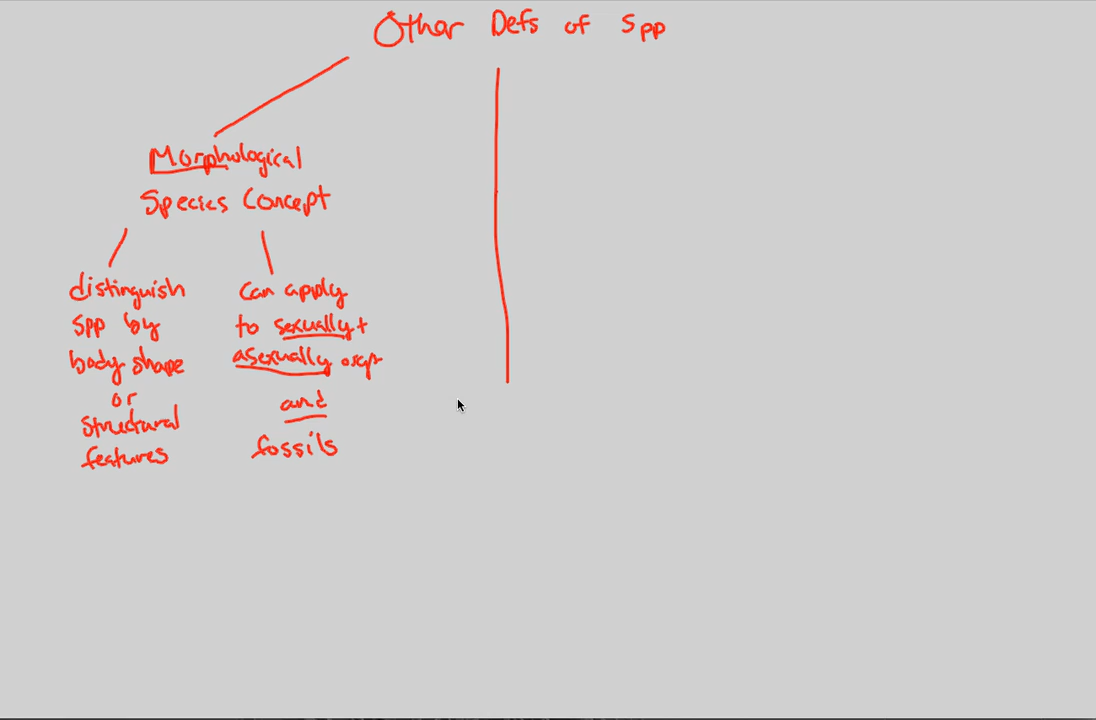 Other Defs of Spp
Morphological
Species Concept
distinguish
spp by
body shape
or
structural
features
Can apply
to sexually +
asexually
and
fossils